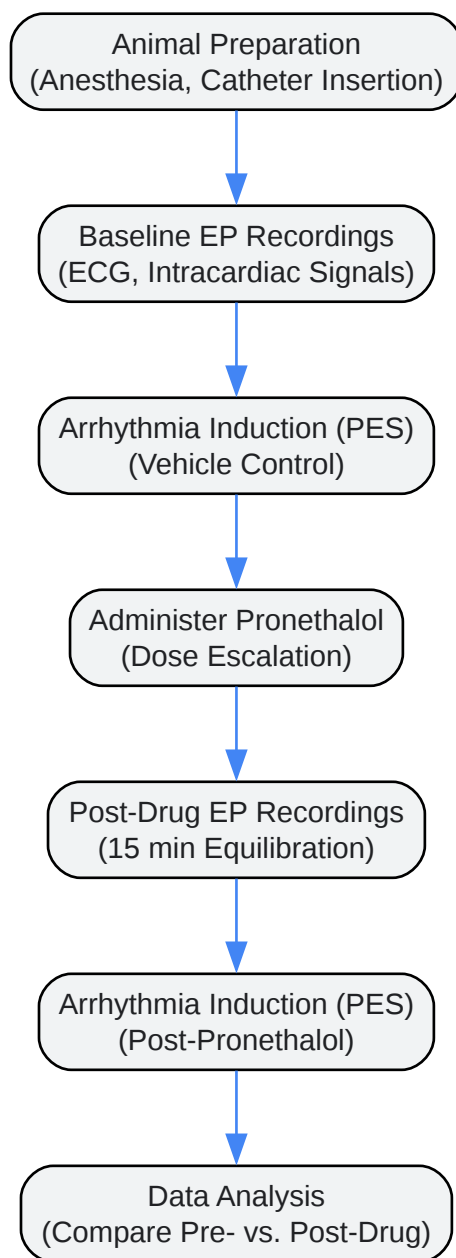 Animal Preparation
(Anesthesia, Catheter Insertion)
Baseline EP Recordings
(ECG, Intracardiac Signals)
Arrhythmia Induction (PES)
(Vehicle Control)
Administer Pronethalol
(Dose Escalation)
Post-Drug EP Recordings
(15 min Equilibration)
Arrhythmia Induction (PES)
(Post-Pronethalol)
Data Analysis
(Compare Pre- vs. Post-Drug)